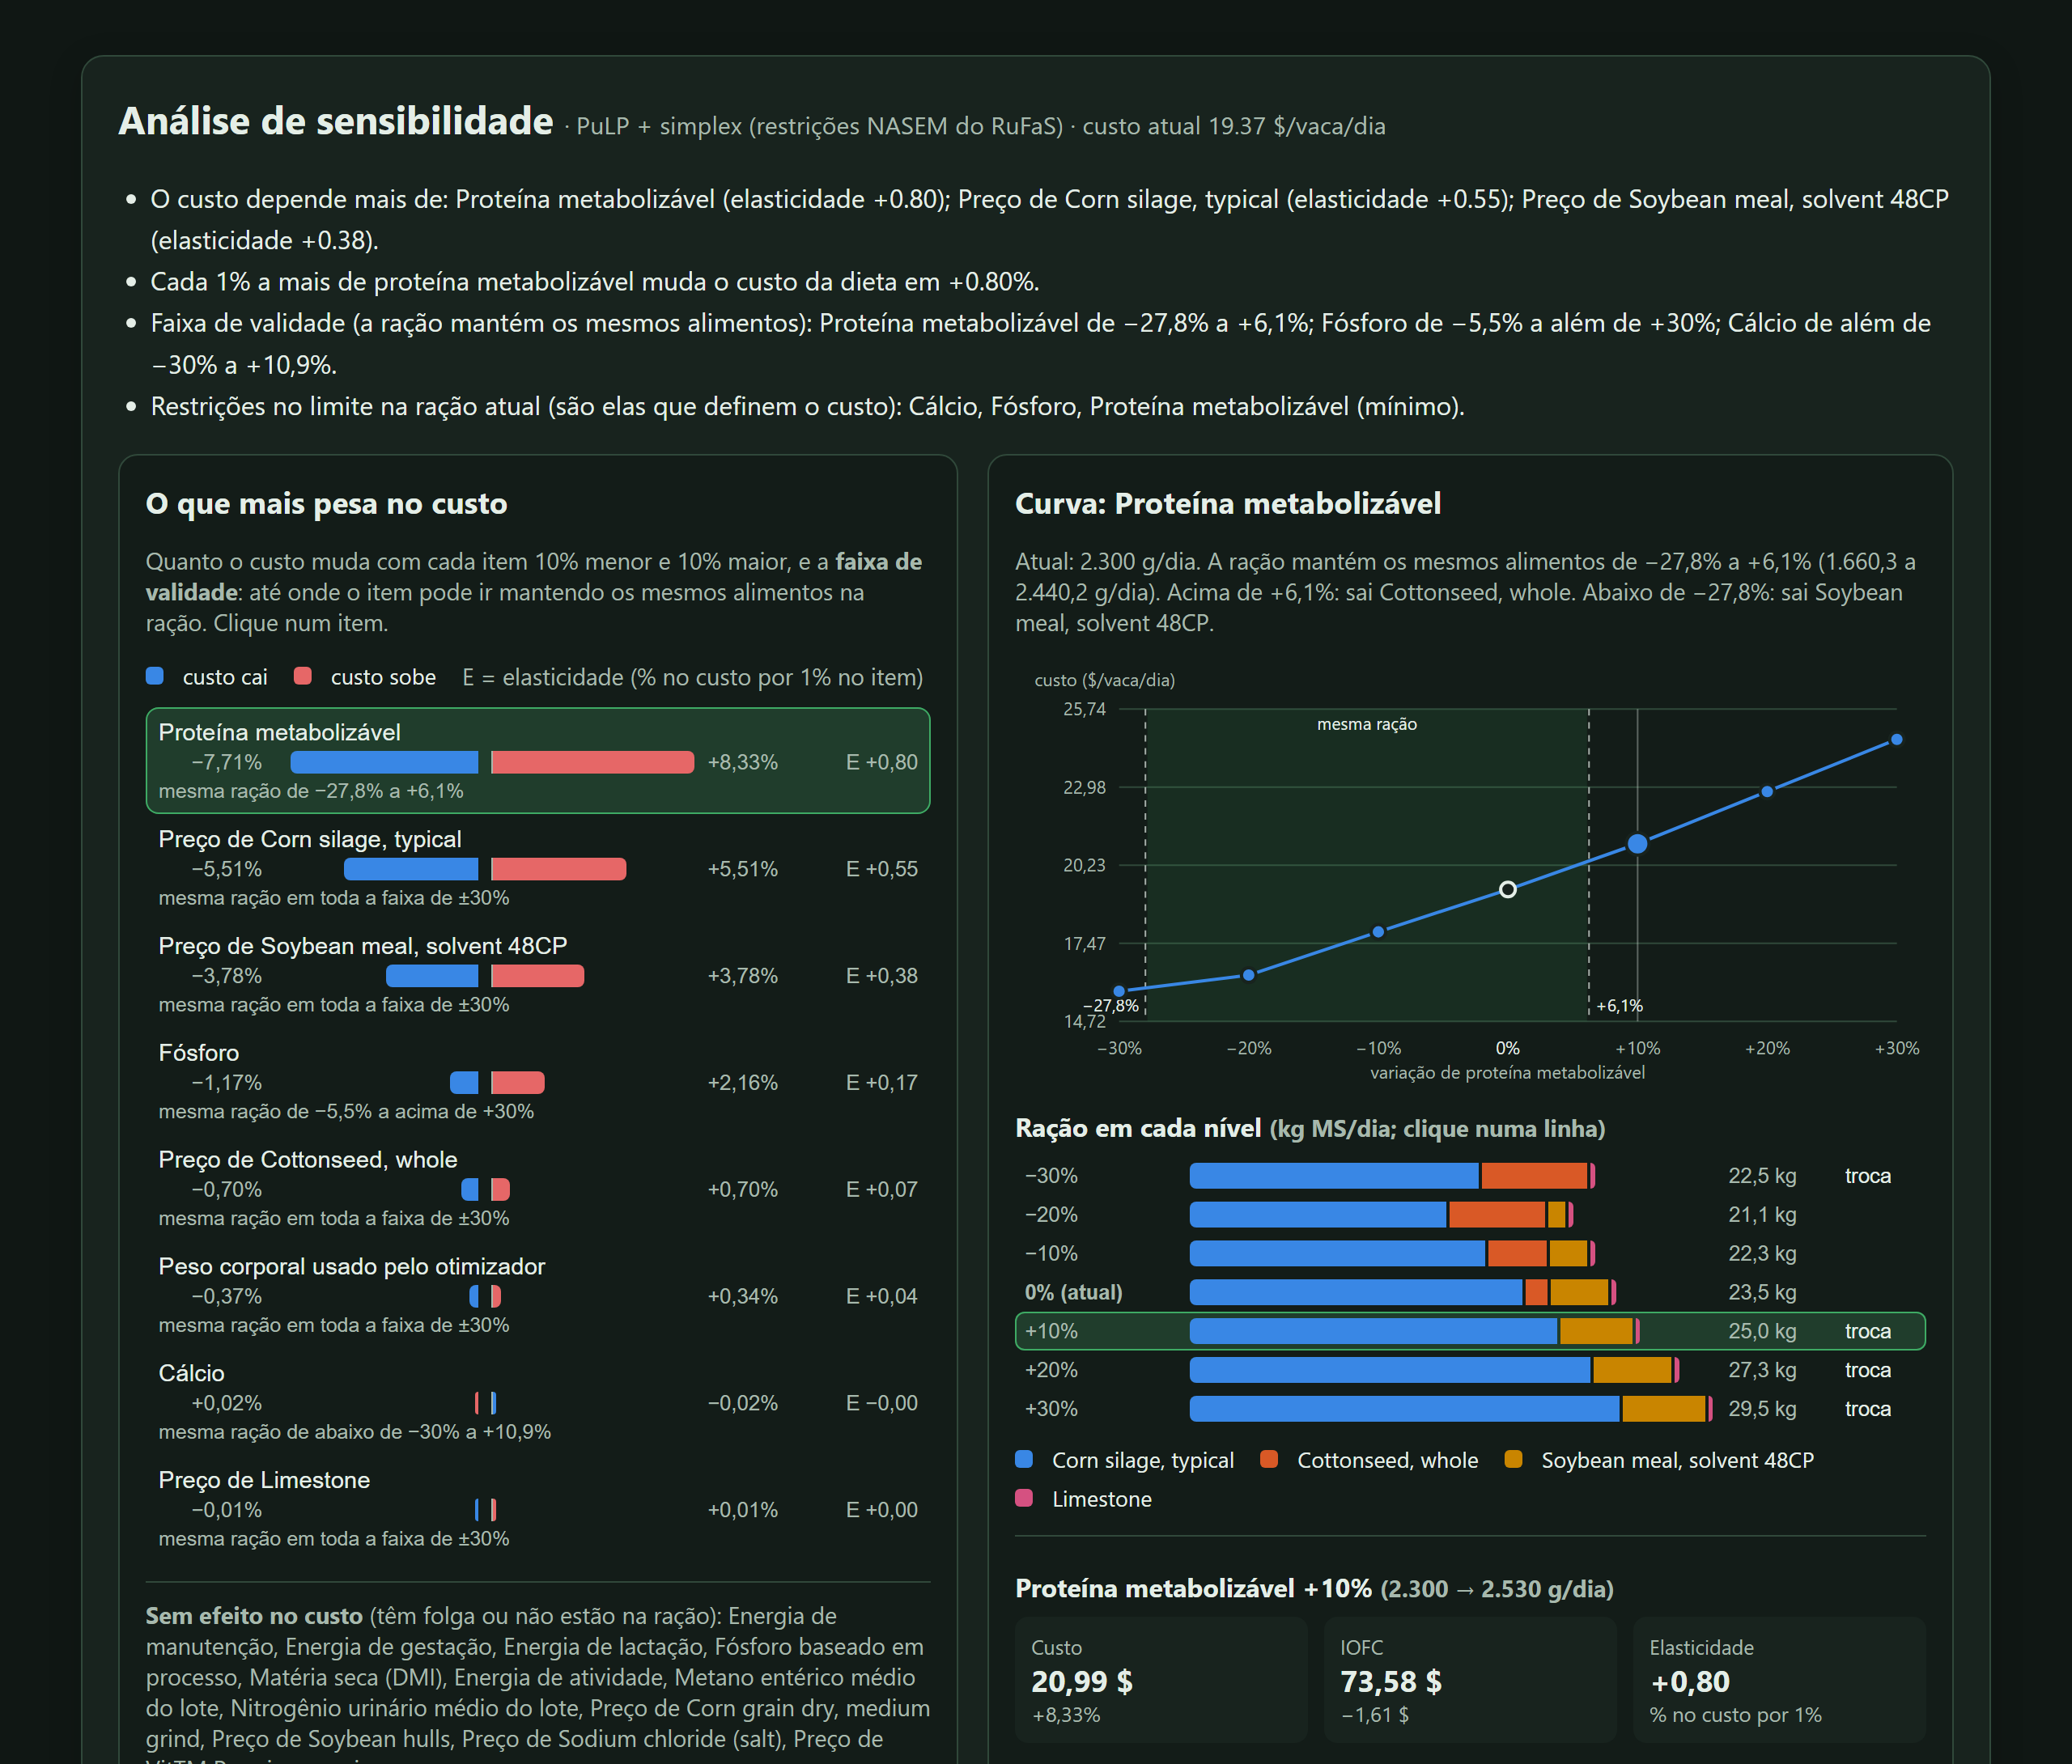 Análise de sensibilidade · PuLP + simplex (restrições NASEM do RuFaS) · custo atual 19.37 $/vaca/dia
• O custo depende mais de: Proteína metabolizável (elasticidade +0.80); Preço de Corn silage, typical (elasticidade +0.55); Preço de Soybean meal, solvent 48CP
(elasticidade +0.38).
• Cada 1% a mais de proteína metabolizável muda o custo da dieta em +0.80%.
• Faixa de validade (a ração mantém os mesmos alimentos): Proteína metabolizável de −27,8% a +6,1%; Fósforo de −5,5% a além de +30%; Cálcio de além de
−30% a +10,9%.
• Restrições no limite na ração atual (são elas que definem o custo): Cálcio, Fósforo, Proteína metabolizável (mínimo).
O que mais pesa no custo
Quanto o custo muda com cada item 10% menor e 10% maior, e a faixa de
validade: até onde o item pode ir mantendo os mesmos alimentos na
ração. Clique num item.
custo cai custo sobe E = elasticidade (% no custo por 1% no item)
Proteína metabolizável
−7,71% +8,33% E +0,80
mesma ração de −27,8% a +6,1%
Preço de Corn silage, typical
−5,51% +5,51% E +0,55
mesma ração em toda a faixa de ±30%
Preço de Soybean meal, solvent 48CP
−3,78% +3,78% E +0,38
mesma ração em toda a faixa de ±30%
Fósforo
−1,17% +2,16% E +0,17
mesma ração de −5,5% a acima de +30%
Preço de Cottonseed, whole
−0,70% +0,70% E +0,07
mesma ração em toda a faixa de ±30%
Peso corporal usado pelo otimizador
−0,37% +0,34% E +0,04
mesma ração em toda a faixa de ±30%
Cálcio
+0,02% −0,02% E −0,00
mesma ração de abaixo de −30% a +10,9%
Preço de Limestone
−0,01% +0,01% E +0,00
mesma ração em toda a faixa de ±30%
Sem efeito no custo (têm folga ou não estão na ração): Energia de
manutenção, Energia de gestação, Energia de lactação, Fósforo baseado em
processo, Matéria seca (DMI), Energia de atividade, Metano entérico médio
do lote, Nitrogênio urinário médio do lote, Preço de Corn grain dry, medium
grind, Preço de Soybean hulls, Preço de Sodium chloride (salt), Preço de
Curva: Proteína metabolizável
Atual: 2.300 g/dia. A ração mantém os mesmos alimentos de −27,8% a +6,1% (1.660,3 a
2.440,2 g/dia). Acima de +6,1%: sai Cottonseed, whole. Abaixo de −27,8%: sai Soybean
meal, solvent 48CP.
custo ($/vaca/dia)
25,74
mesma ração
22,98
20,23
17,47
−27,8% +6,1%
14,72
−30% −20% −10% 0% +10% +20% +30%
variação de proteína metabolizável
Ração em cada nível (kg MS/dia; clique numa linha)
−30% 22,5 kg troca
−20% 21,1 kg
−10% 22,3 kg
0% (atual) 23,5 kg
+10% 25,0 kg troca
+20% 27,3 kg troca
+30% 29,5 kg troca
Corn silage, typical Cottonseed, whole Soybean meal, solvent 48CP
Limestone
Proteína metabolizável +10% (2.300 → 2.530 g/dia)
Custo IOFC Elasticidade
20,99 $ 73,58 $ +0,80
+8,33% −1,61 $ % no custo por 1%